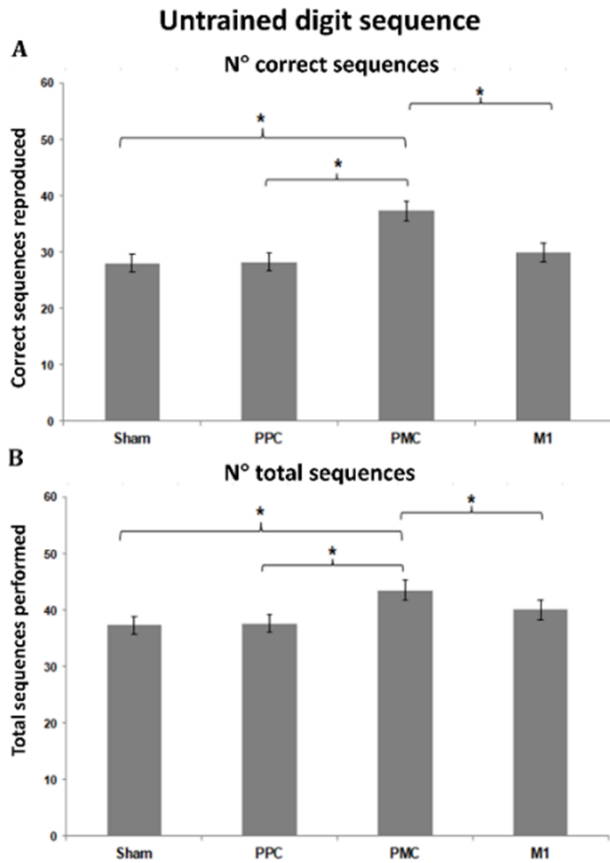 Untrained digit sequence
A
N° correct sequences
Correct sequences reproduced
60
50
40
30
20
10
0
*
*
*
Sham PPC PMC M1
B
N° total sequences
Total sequences performed
60
50
40
30
20
10
0
*
*
*
Sham PPC PMC M1